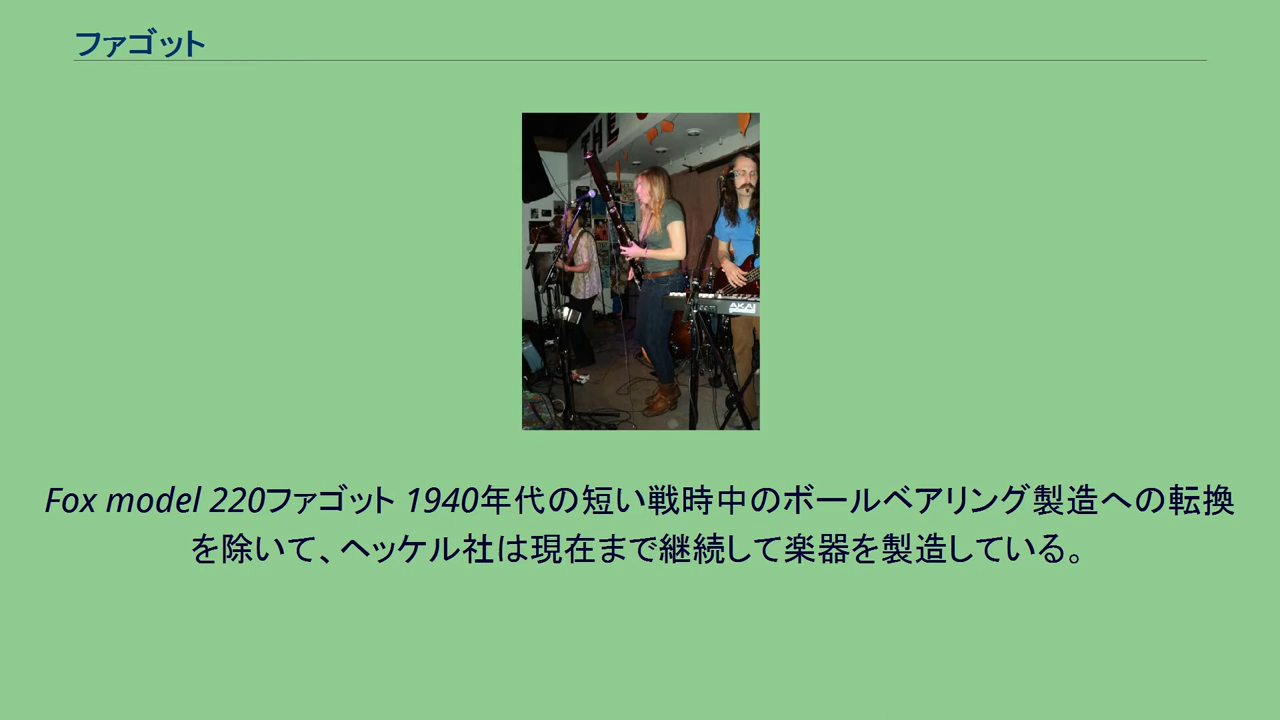 ファゴット
THE
AKAI
Fox model 220ファゴット 1940年代の短い戦時中のボールベアリング製造への転換
を除いて、ヘッケル社は現在まで継続して楽器を製造している。